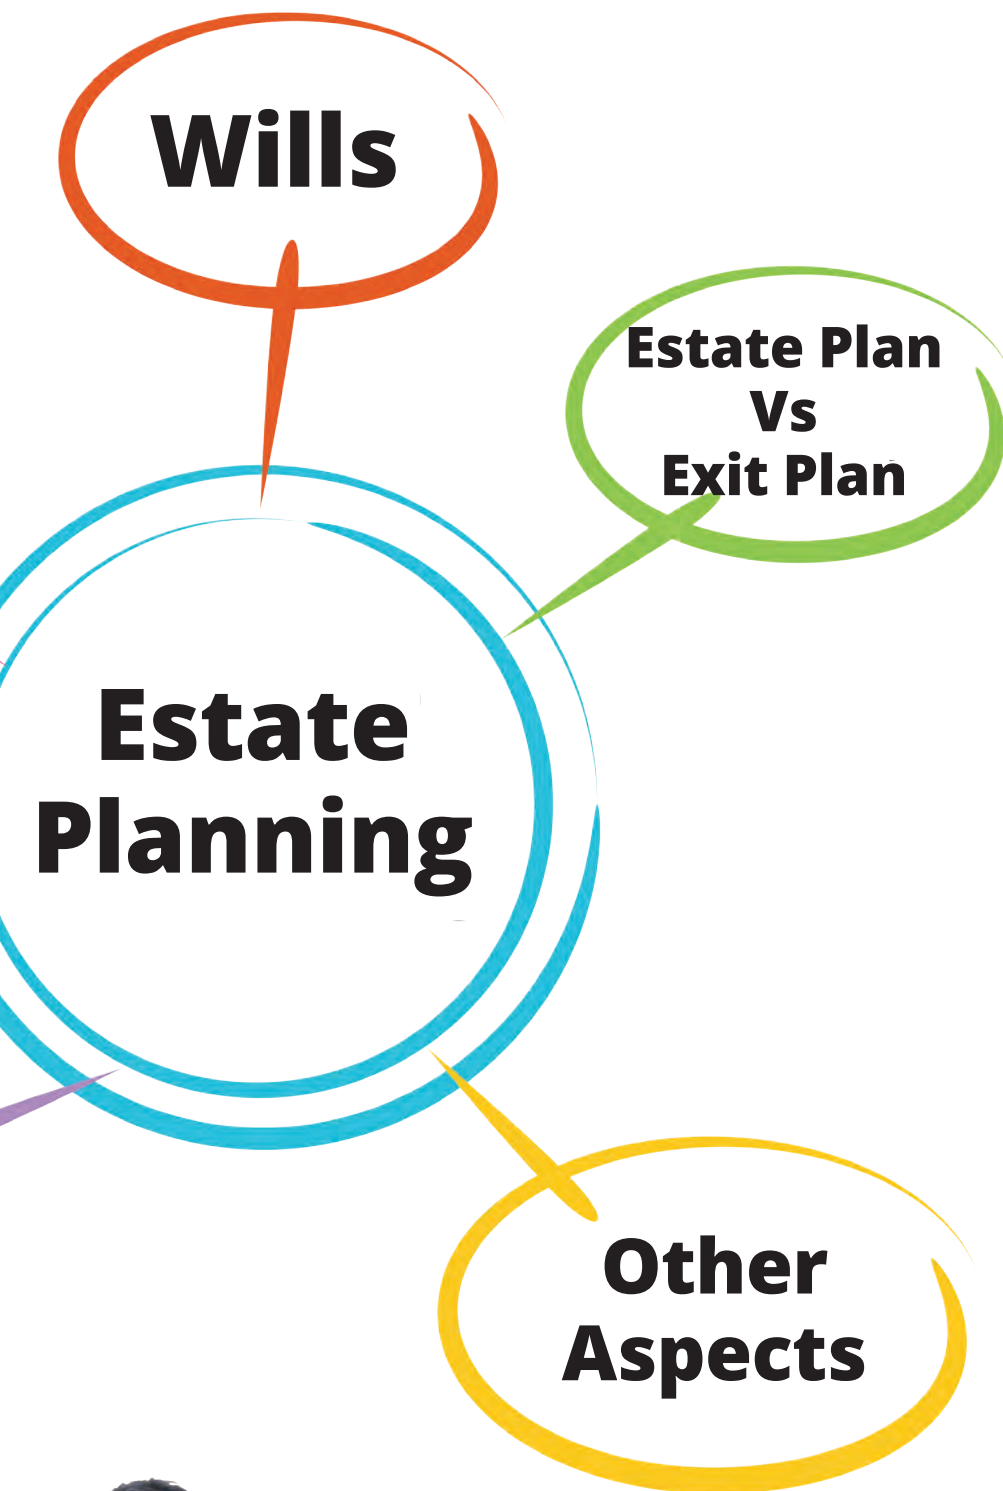 Wills
Estate Plan
Vs
Exit Plan
Estate
Planning
Other
Aspects